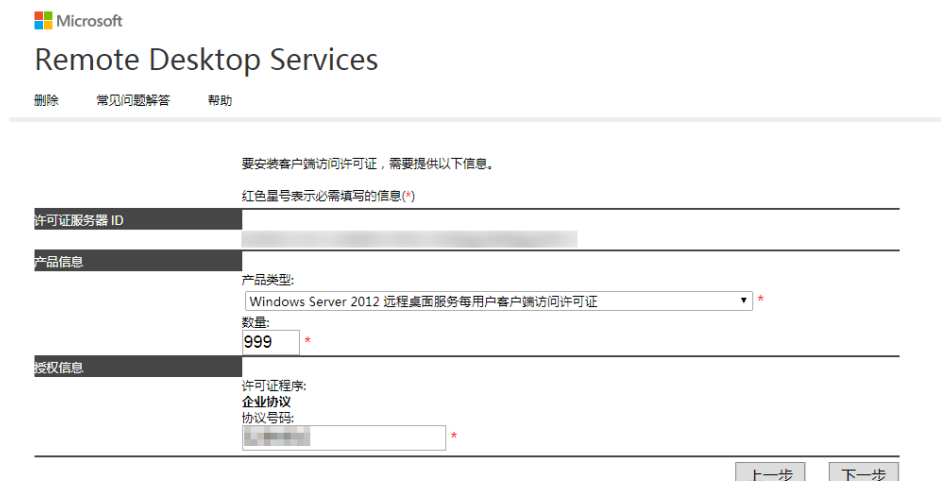 Microsoft
Remote Desktop Services
删除 常见问题解答 帮助
要安装客户端访问许可证，需要提供以下信息。
红色星号表示必需填写的信息(*)
许可证服务器 ID
产品信息
产品类型:
Windows Server 2012 远程桌面服务每用户客户端访问许可证 *
数量:
999 *
授权信息
许可证程序:
企业协议
协议号码:
*
上一步 下一步